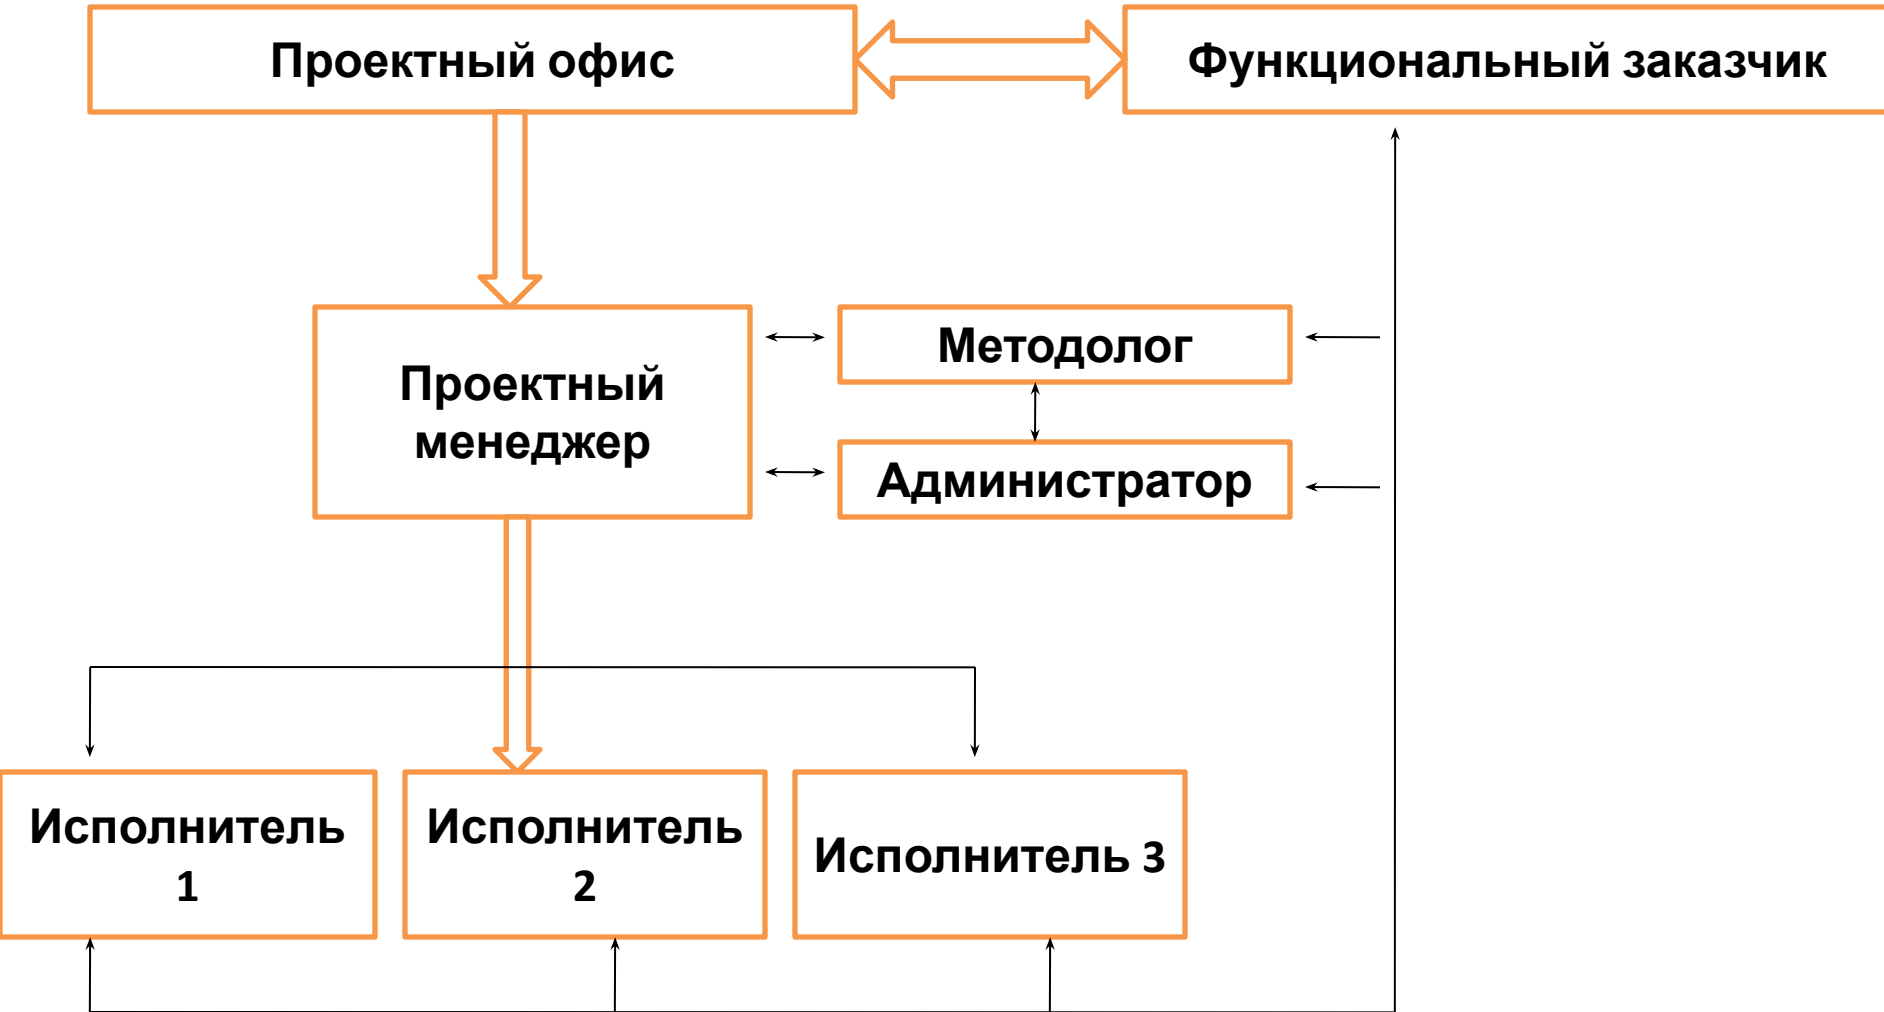 Проектный офис
Функциональный заказчик
Проектный
менеджер
Методолог
Администратор
Исполнитель
1
Исполнитель
2
Исполнитель 3